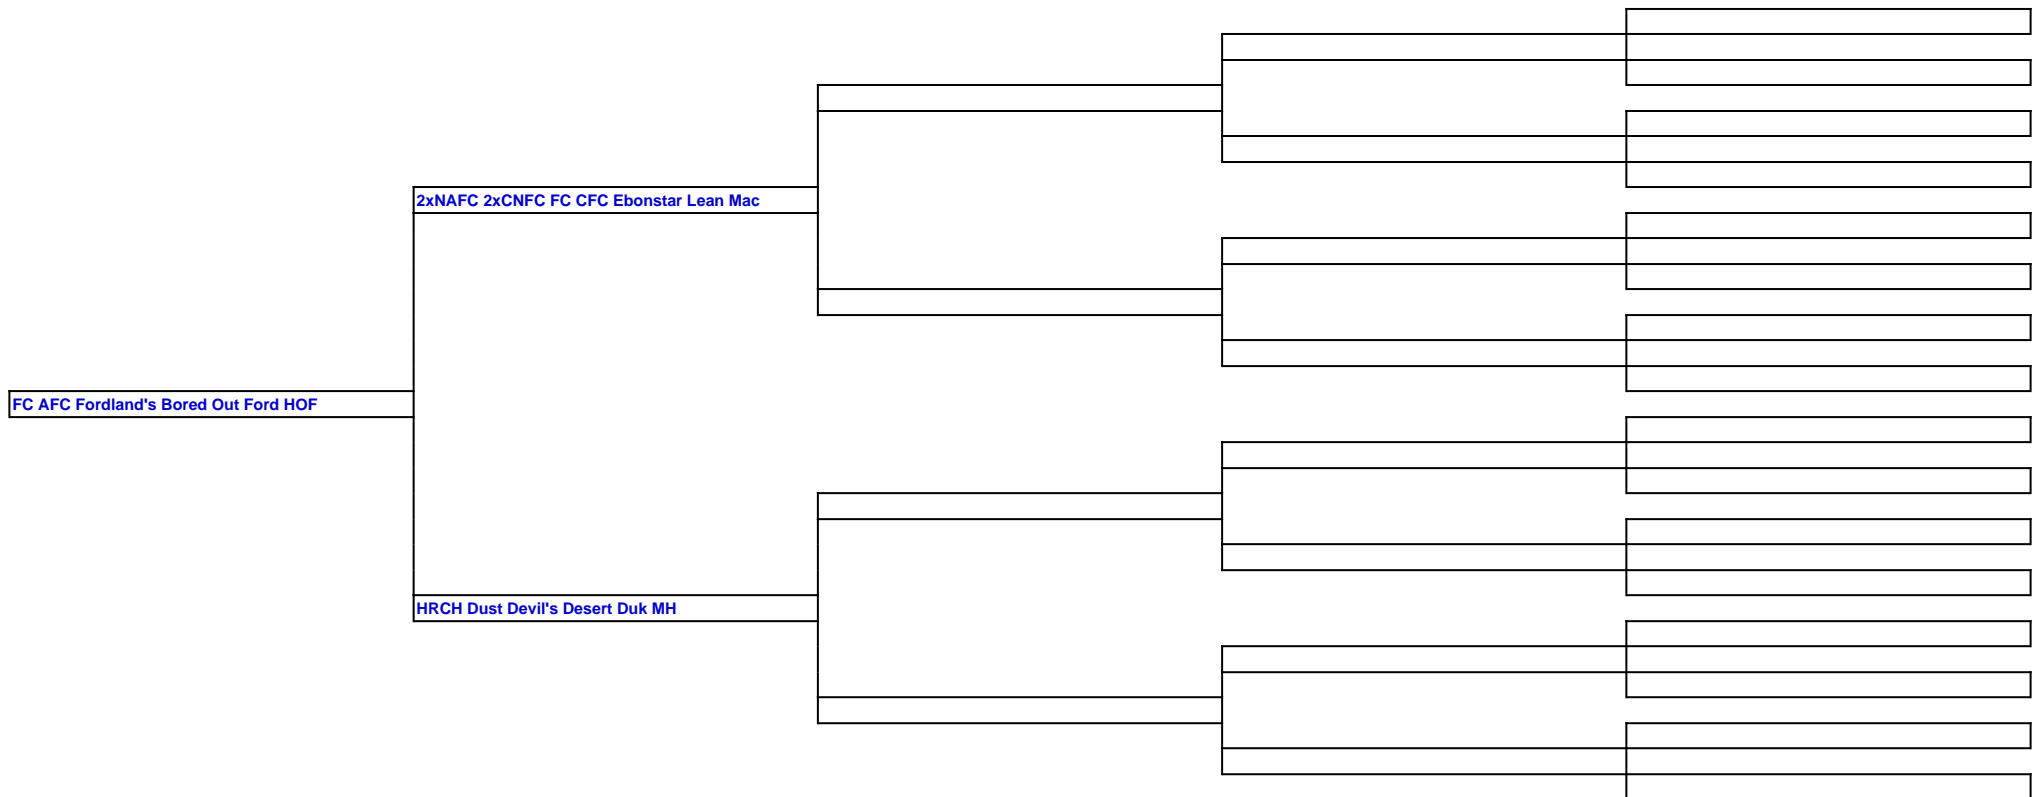 2xNAFC 2xCNFC FC CFC Ebonstar Lean Mac
FC AFC Fordland's Bored Out Ford HOF
HRCH Dust Devil's Desert Duk MH